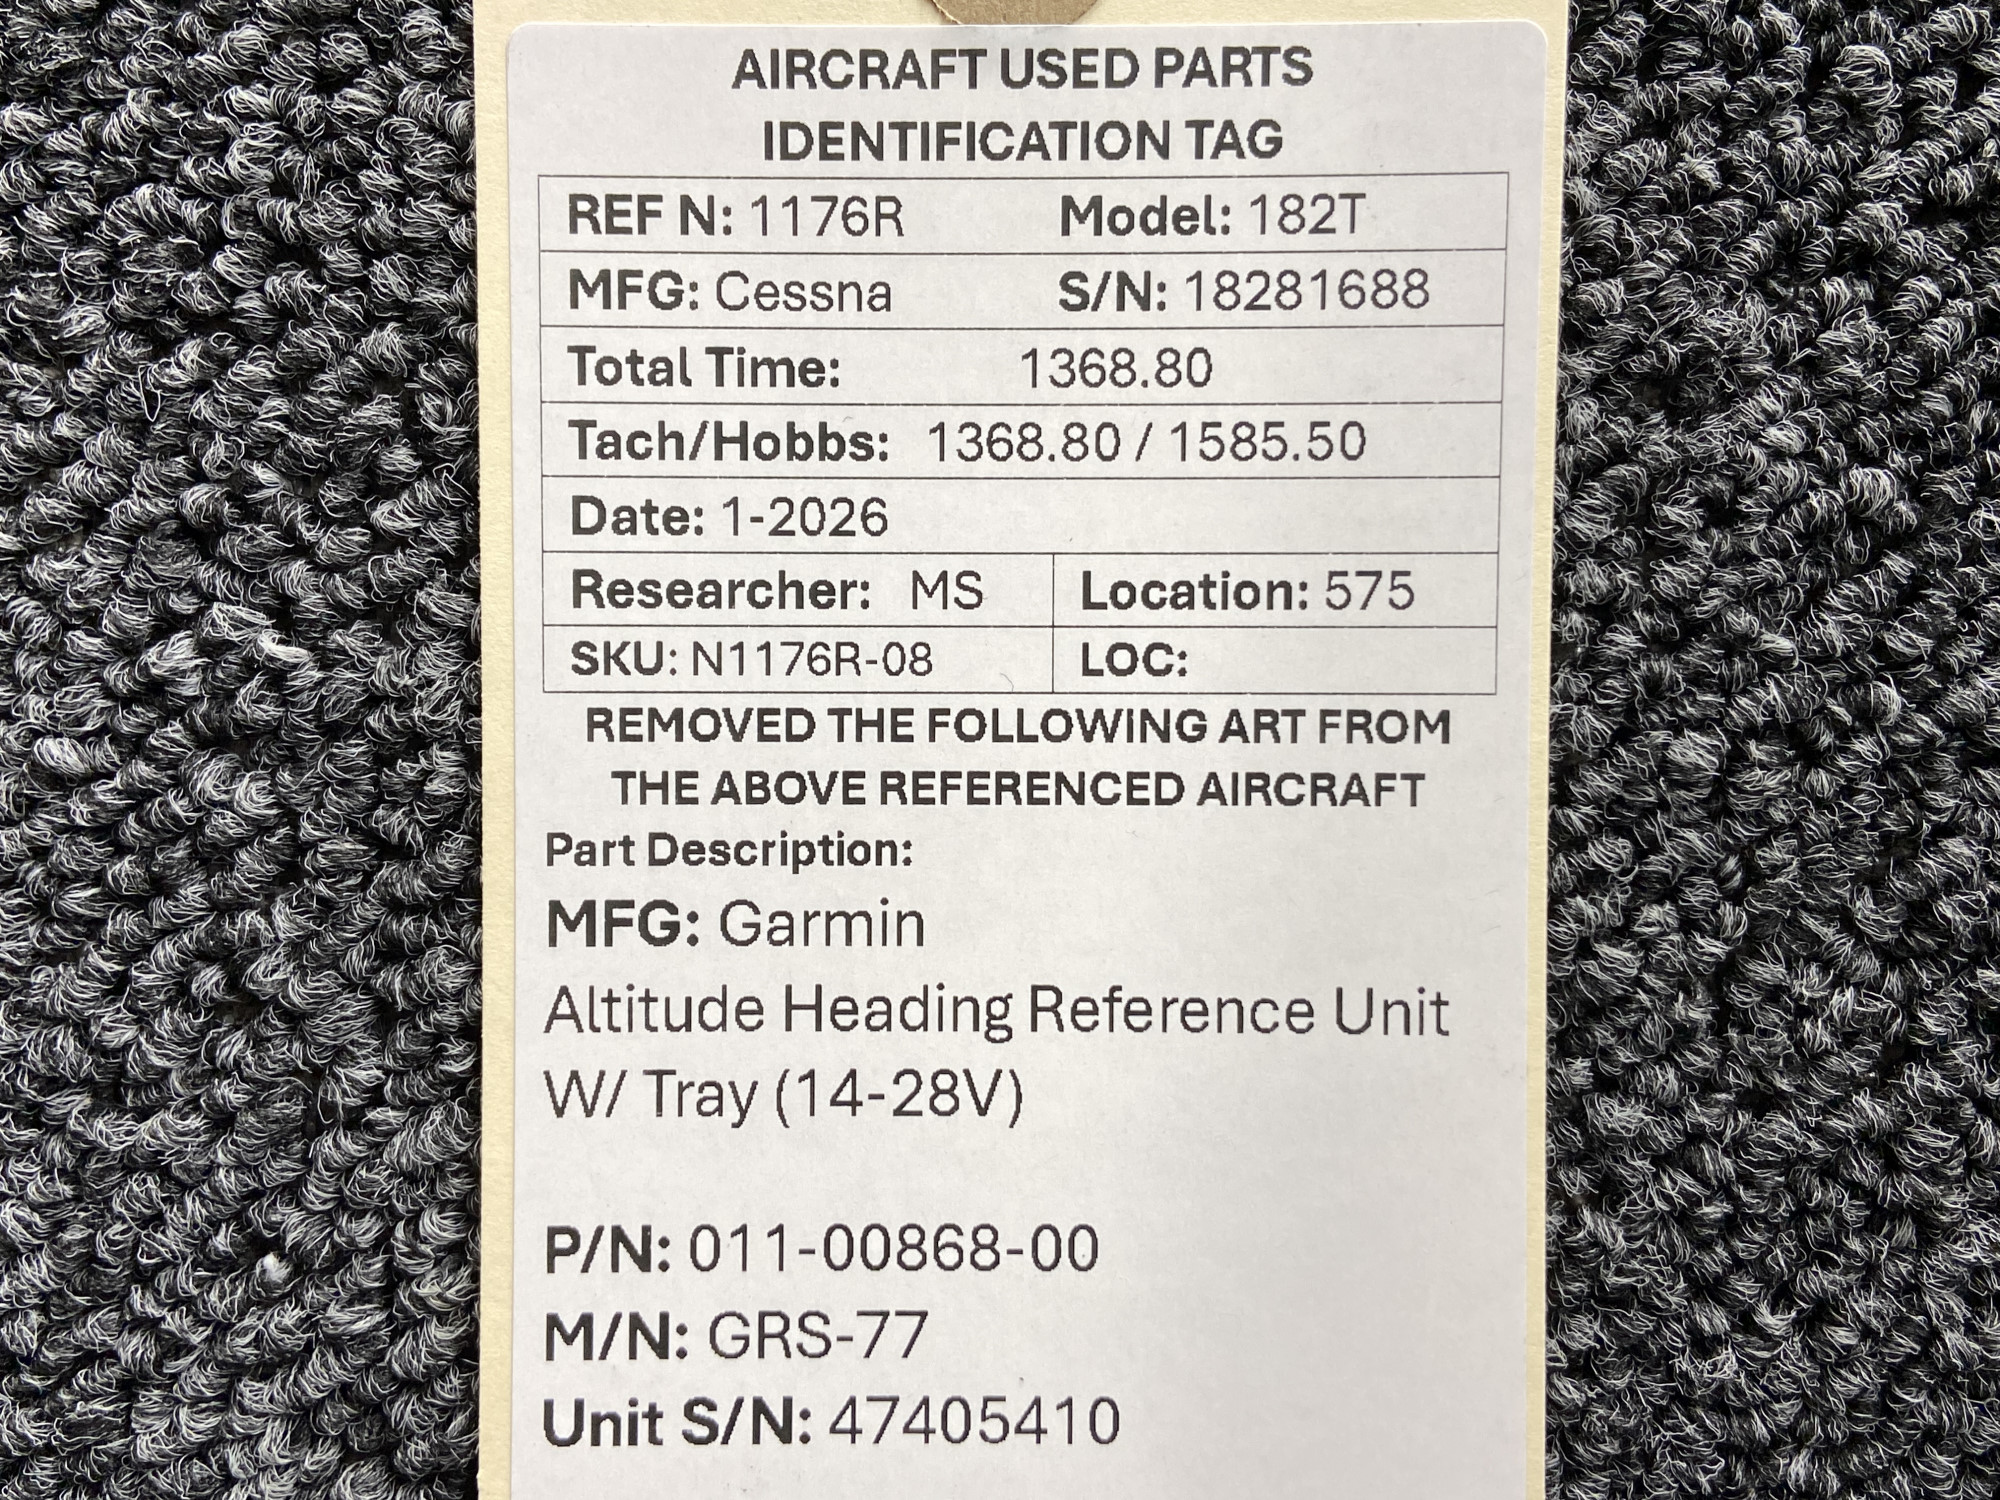 AIRCRAFT USED PARTS
IDENTIFICATION TAG
REF N: 1176R Model: 182T
MFG: Cessna S/N: 18281688
Total Time: 1368.80
Tach/Hobbs: 1368.80 / 1585.50
Date: 1-2026
Researcher: MS Location: 575
SKU: N1176R-08 LOC:
REMOVED THE FOLLOWING ART FROM
THE ABOVE REFERENCED AIRCRAFT
Part Description:
MFG: Garmin
Altitude Heading Reference Unit
W/ Tray (14-28V)
P/N: 011-00868-00
M/N: GRS-77
Unit S/N: 47405410